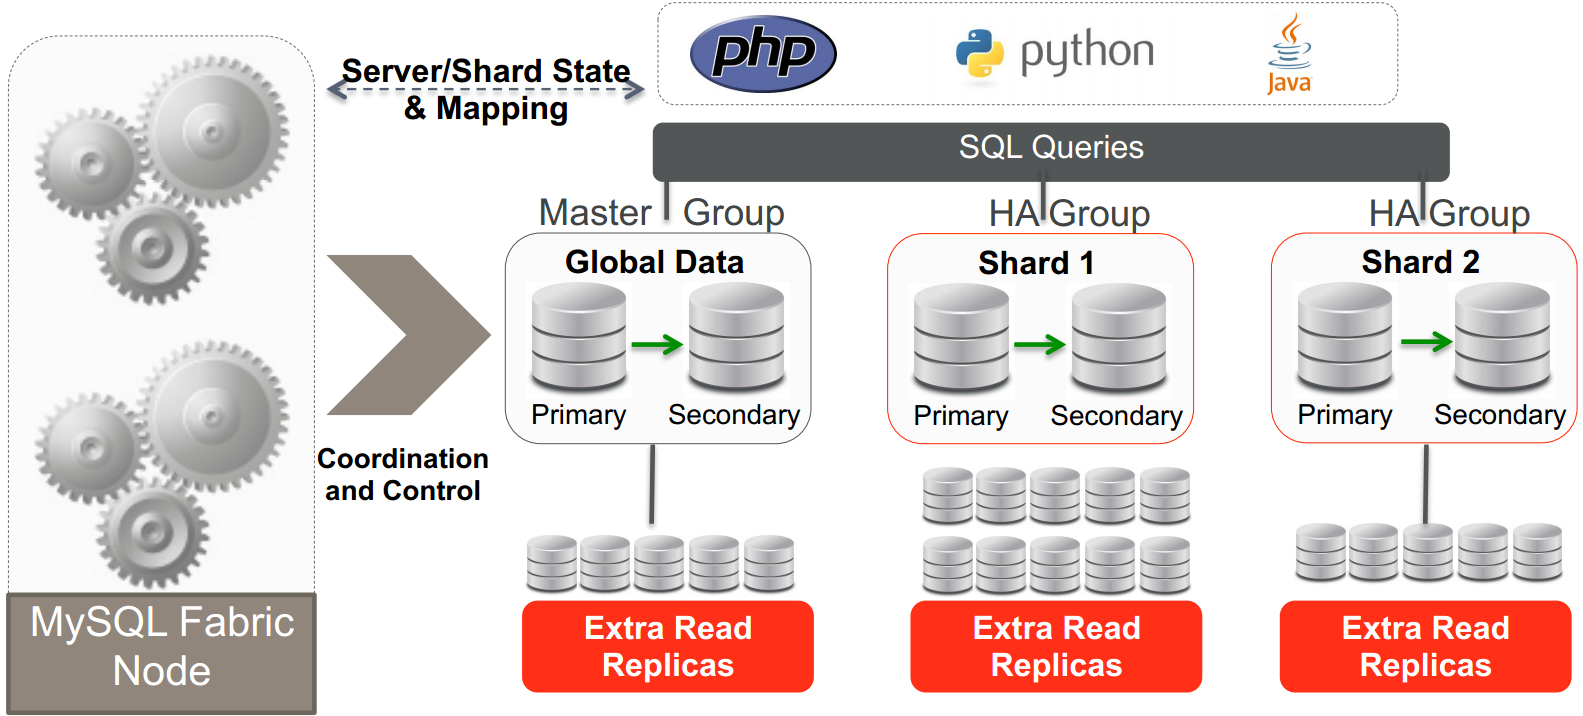 php
python
Java
Server/Shard State
& Mapping
SQL Queries
Master Group
HA Group
HA Group
Global Data
Primary
Secondary
Shard 1
Primary
Secondary
Shard 2
Primary
Secondary
Coordination
and Control
MySQL Fabric
Node
Extra Read
Replicas
Extra Read
Replicas
Extra Read
Replicas